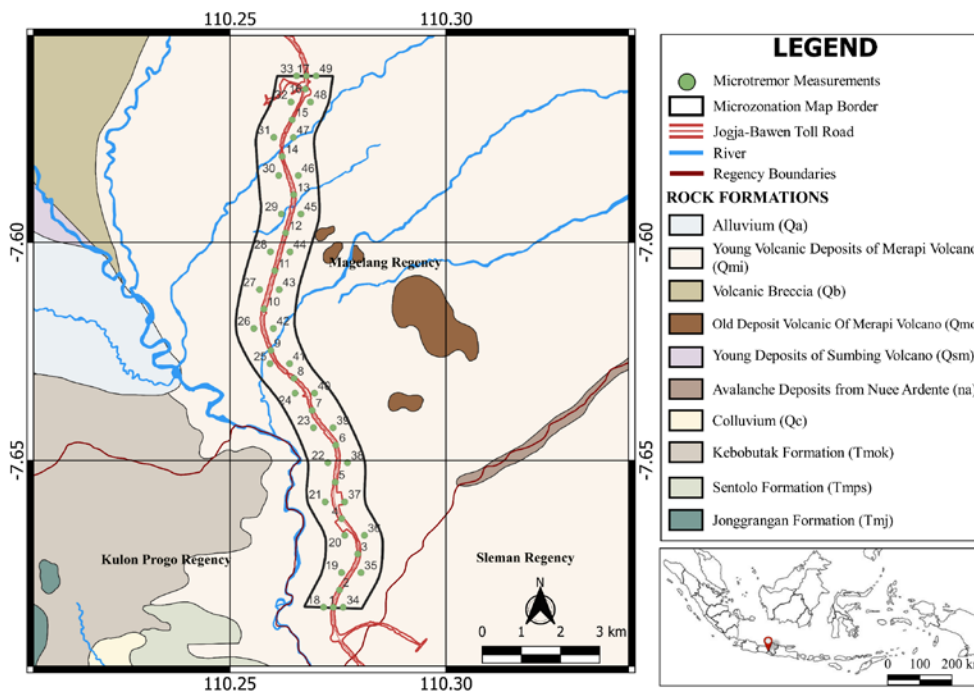 110.25 110.30
33 17 49
16
32 48
15
31 47
14
30 46
13
29 45
12
-7.60 -7.60
28 44
Magelang Regency
11
27 43
10
26 42
9
25 41
8
24 40
7
23 39
6
-7.65 -7.65
22 38
5
21 37
4
20 36
3
Kulon Progo Regency Sleman Regency
19 35
2
18 1 34
N
0 1 2 3 km
110.25 110.30
LEGEND
Microtremor Measurements
Microzonation Map Border
Jogja-Bawen Toll Road
River
Regency Boundaries
ROCK FORMATIONS
Alluvium (Qa)
Young Volcanic Deposits of Merapi Volcano
(Qmi)
Volcanic Breccia (Qb)
Old Deposit Volcanic Of Merapi Volcano (Qmo)
Young Deposits of Sumbing Volcano (Qsm)
Avalanche Deposits from Nuee Ardente (na)
Colluvium (Qc)
Kebobutak Formation (Tmok)
Sentolo Formation (Tmps)
Jonggrangan Formation (Tmj)
0 100 200 km